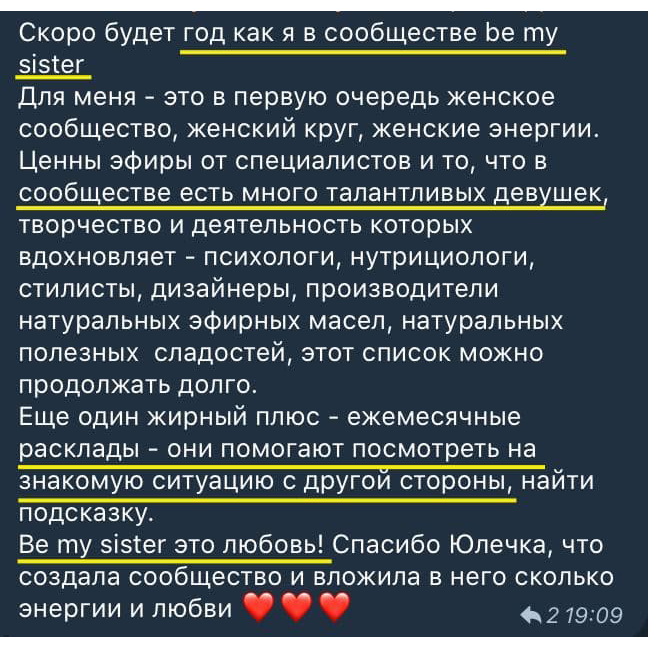 Скоро будет год как я в сообществе be my
sister
Для меня - это в первую очередь женское
сообщество, женский круг, женские энергии.
Ценны эфиры от специалистов и то, что в
сообществе есть много талантливых девушек,
творчество и деятельность которых
вдохновляет - психологи, нутрициологи,
стилисты, дизайнеры, производители
натуральных эфирных масел, натуральных
полезных  сладостей, этот список можно
продолжать долго.
Еще один жирный плюс - ежемесячные
расклады - они помогают посмотреть на
знакомую ситуацию с другой стороны, найти
подсказку.
Be my sister это любовь! Спасибо Юлечка, что
создала сообщество и вложила в него сколько
энергии и любви ❤️❤️❤️
2 19:09